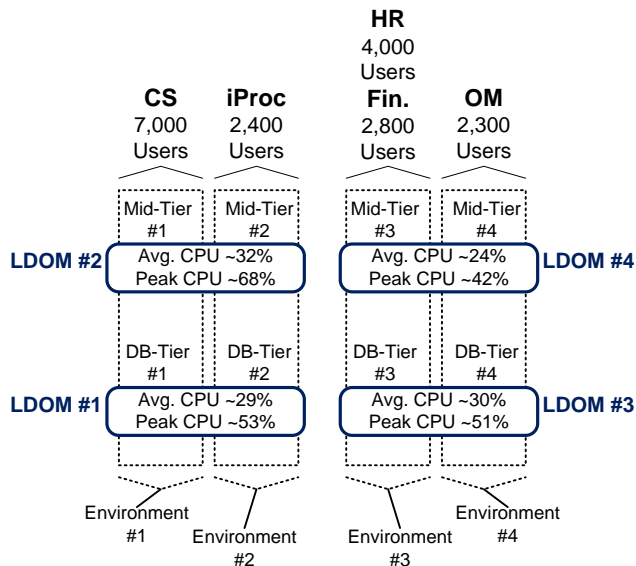 HR
4,000
Users
CS iProc Fin. OM
7,000 2,400 2,800 2,300
Users Users Users Users
Mid-Tier Mid-Tier Mid-Tier Mid-Tier
#1 #2 #3 #4
LDOM #2 Avg. CPU ~32% Avg. CPU ~24% LDOM #4
Peak CPU ~68% Peak CPU ~42%
DB-Tier DB-Tier DB-Tier DB-Tier
#1 #2 #3 #4
LDOM #1 Avg. CPU ~29% Avg. CPU ~30% LDOM #3
Peak CPU ~53% Peak CPU ~51%
Environment Environment
#1 #4
Environment Environment
#2 #3